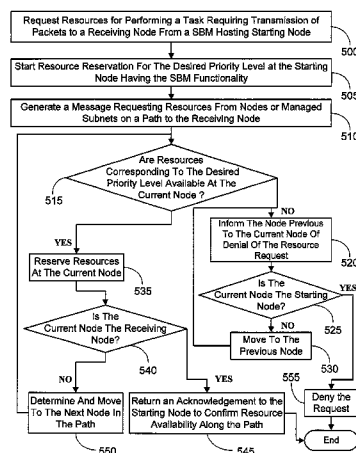 Request Resources for Performing a Task Requiring Transmission of
Packets to a Receiving Node From a SBM Hosting Starting Node
500
Start Resource Reservation For The Desired Priority Level at the Starting
Node Having the SBM Functionality
505
Generate a Message Requesting Resources From Nodes or Managed
Subnets on a Path to the Receiving Node
510
Are Resources
Corresponding To The Desired
Priority Level Available At The
Current Node ?
515
NO
Inform The Node Previous
To The Current Node Of
Denial Of The Resource
Request
520
YES
Reserve Resources
At The Current Node
535
Is The
Current Node The Starting
Node?
525
YES
NO
Move To The
Previous Node
530
Is The
Current Node The Receiving
Node?
540
555
Deny the
Request
NO
YES
Determine And Move
To The Next Node In
The Path
550
Return an Acknowledgement to the
Starting Node to Confirm Resource
Availability Along the Path
545
End